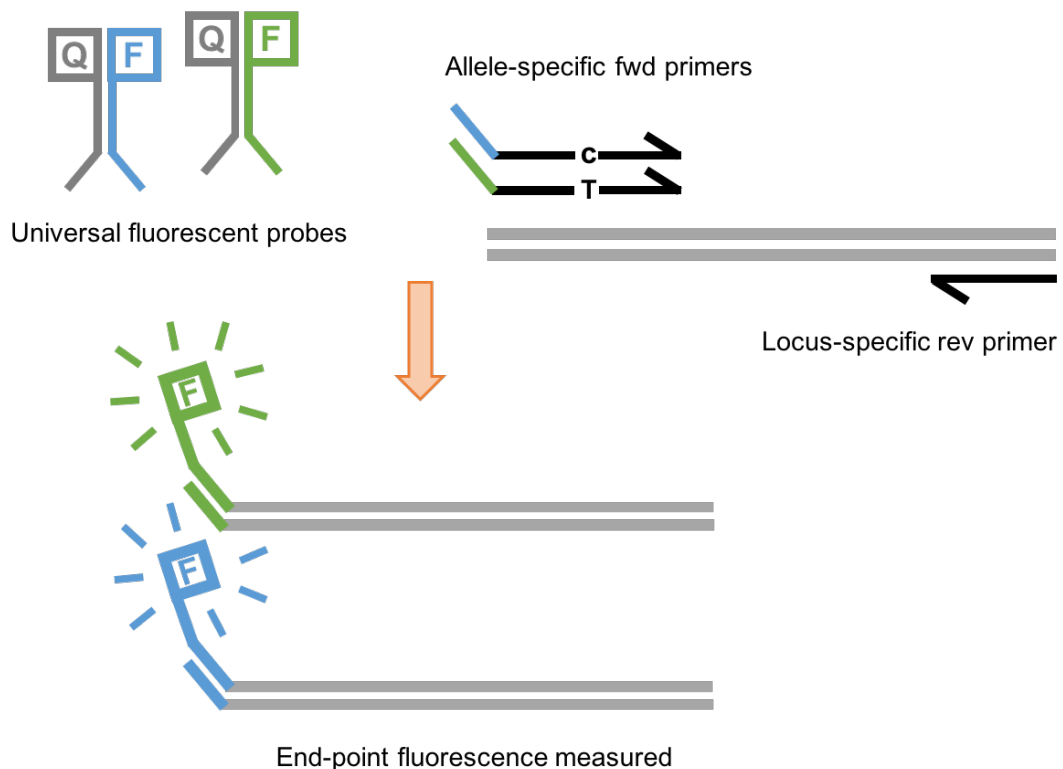 Q F
Q F
Allele-specific fwd primers
C
T
Universal fluorescent probes
Locus-specific rev primer
F
F
End-point fluorescence measured